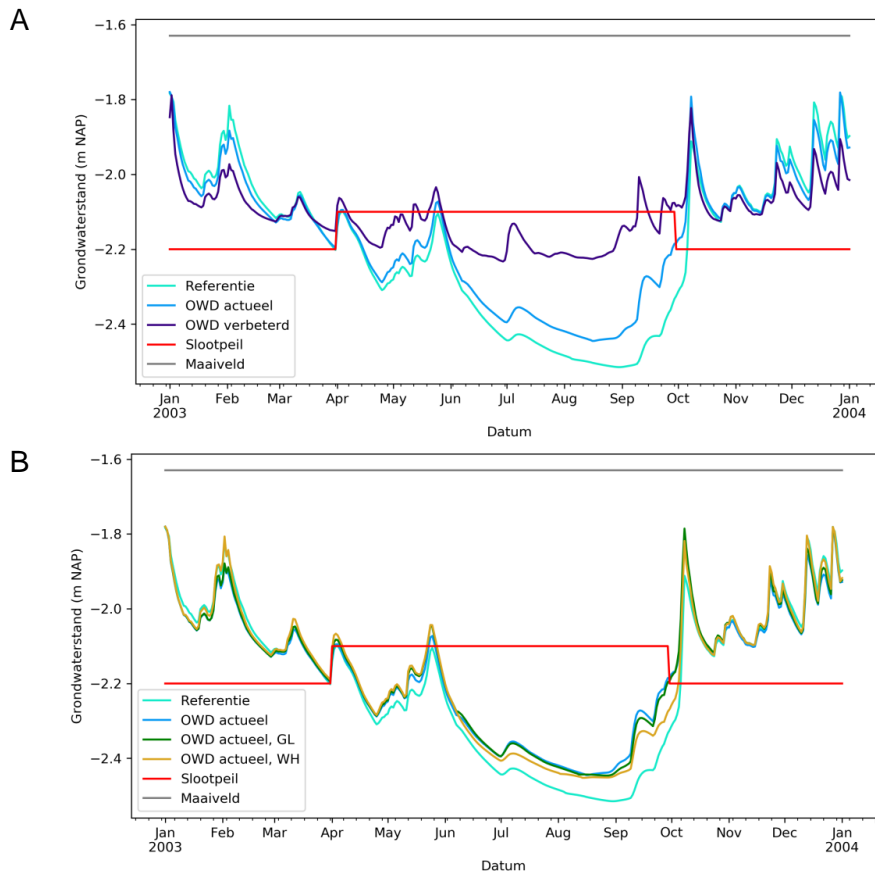 A
Grondwaterstand (m NAP)
−1.6
−1.8
−2.0
−2.2
−2.4
Referentie
OWD actueel
OWD verbeterd
Slootpeil
Maaiveld
Jan Feb Mar Apr May Jun Jul Aug Sep Oct Nov Dec Jan
2003 2004
Datum
B
Grondwaterstand (m NAP)
−1.6
−1.8
−2.0
−2.2
−2.4
Referentie
OWD actueel
OWD actueel, GL
OWD actueel, WH
Slootpeil
Maaiveld
Jan Feb Mar Apr May Jun Jul Aug Sep Oct Nov Dec Jan
2003 2004
Datum